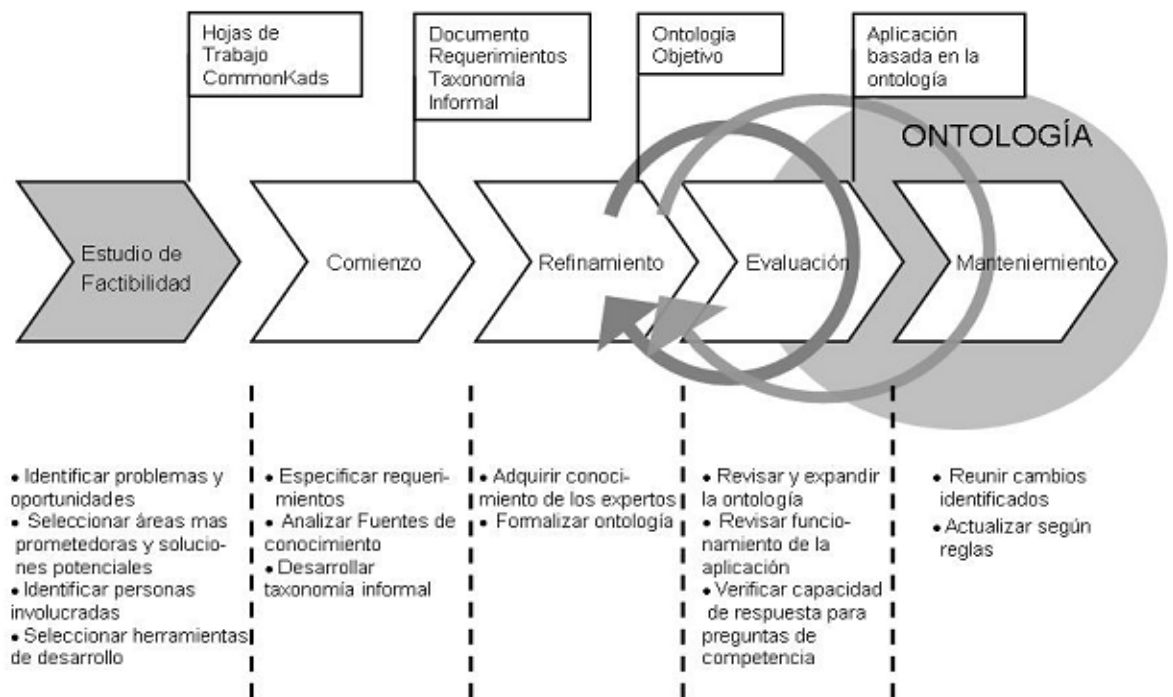 Hojas de
Trabajo
CommonKads
Documento
Requerimientos
Taxonomía
Informal
Ontología
Objetivo
Aplicación
basada en la
ontología
ONTOLOGÍA
Estudio de
Factibilidad
Comienzo
Refinamiento
Evaluación
Manteniemiento
• Identificar problemas y
oportunidades
• Seleccionar áreas mas
prometedoras y solucio-
nes potenciales
• Identificar personas
involucradas
• Seleccionar herramientas
de desarrollo
• Especificar requeri-
mientos
• Analizar Fuentes de
conocimiento
• Desarrollar
taxonomía informal
• Adquirir conoci-
miento de los expertos
• Formalizar ontología
• Revisar y expandir
la ontología
• Revisar funcio-
namiento de la
aplicación
• Verificar capacidad
de respuesta para
preguntas de
competencia
• Reunir cambios
identificados
• Actualizar según
reglas